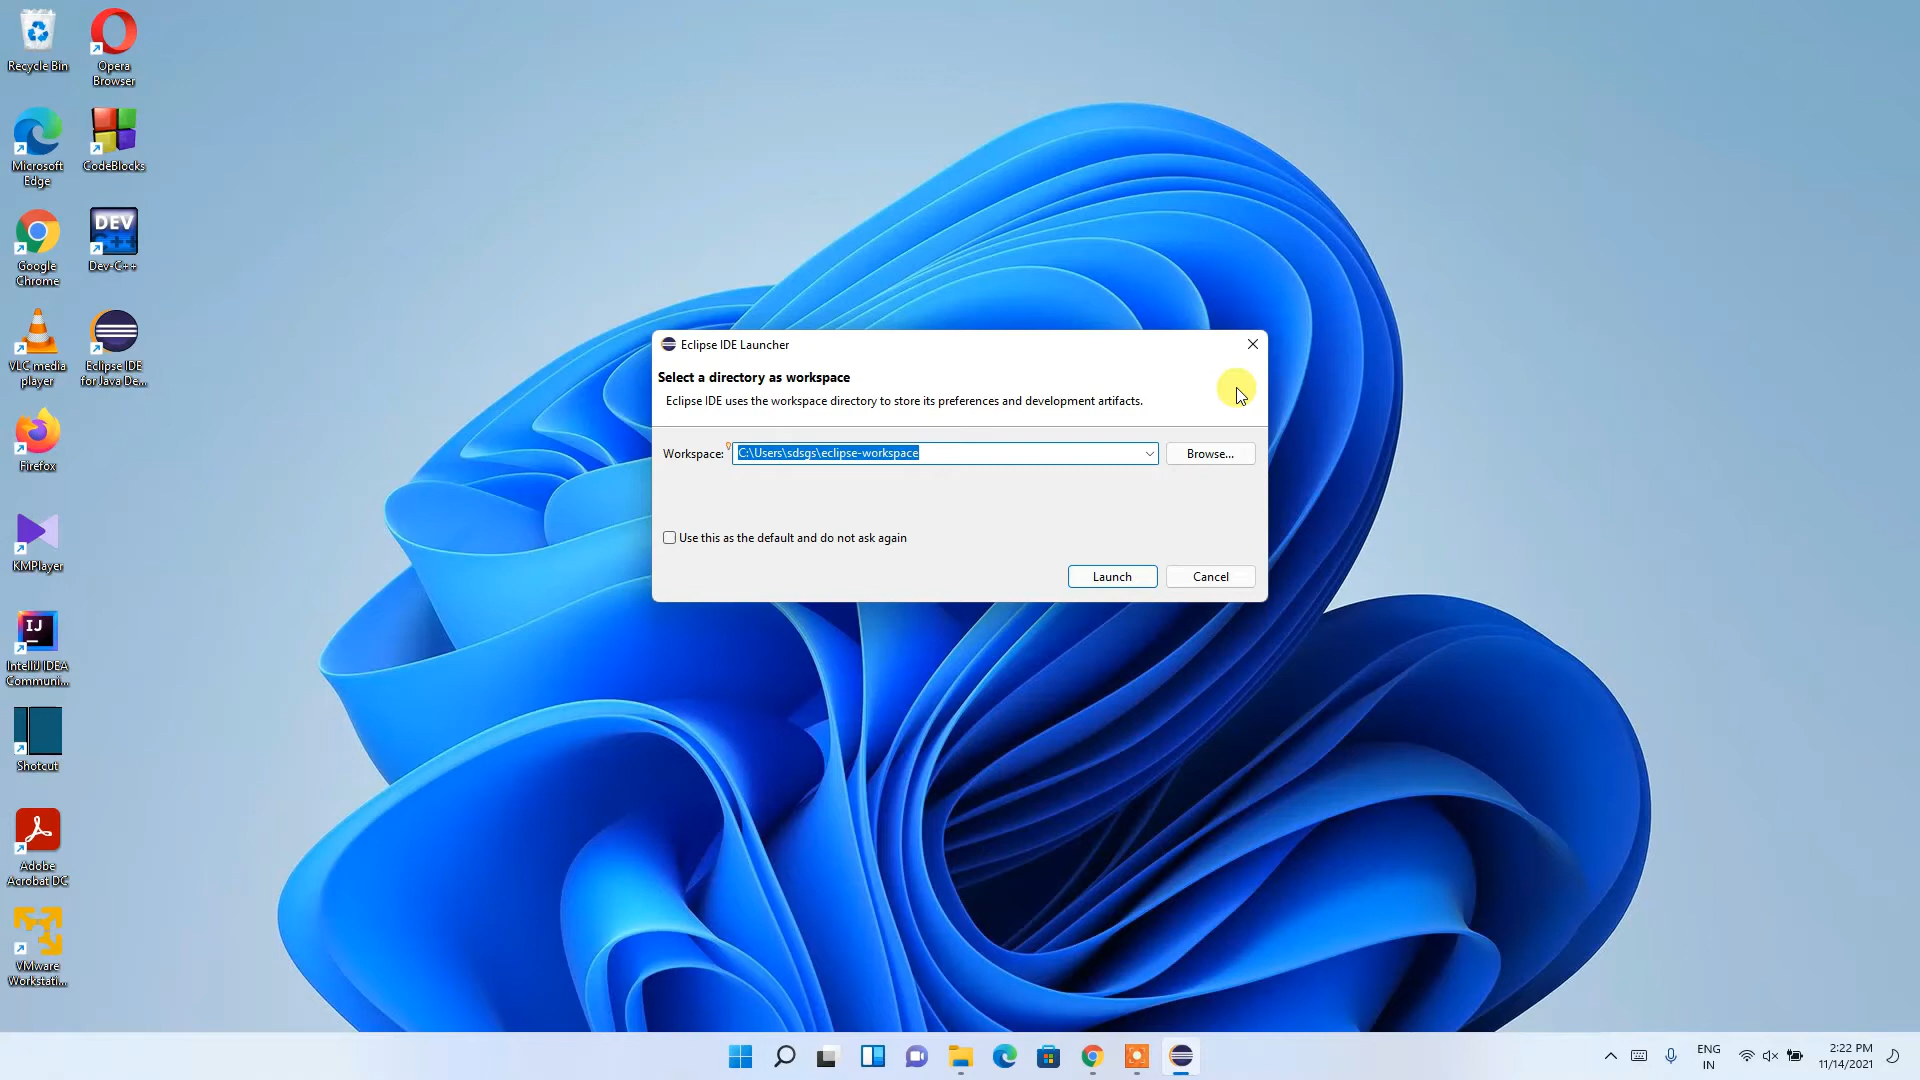 Recycle Bin
Opera
Browser
Microsoft
Edge
CodeBlocks
Google
Chrome
DEV
C++
Dev-C++
VLC media
player
Eclipse IDE
for Java De...
Firefox
KMPlayer
IJ
IntelliJ IDEA
Communi...
Shotcut
Adobe
Acrobat DC
VMware
Workstati...
Eclipse IDE Launcher
Select a directory as workspace
Eclipse IDE uses the workspace directory to store its preferences and development artifacts.
Workspace:
C:\Users\sdsgs\eclipse-workspace
Browse...
Use this as the default and do not ask again
Launch
Cancel
ENG
IN
2:22 PM
11/14/2021